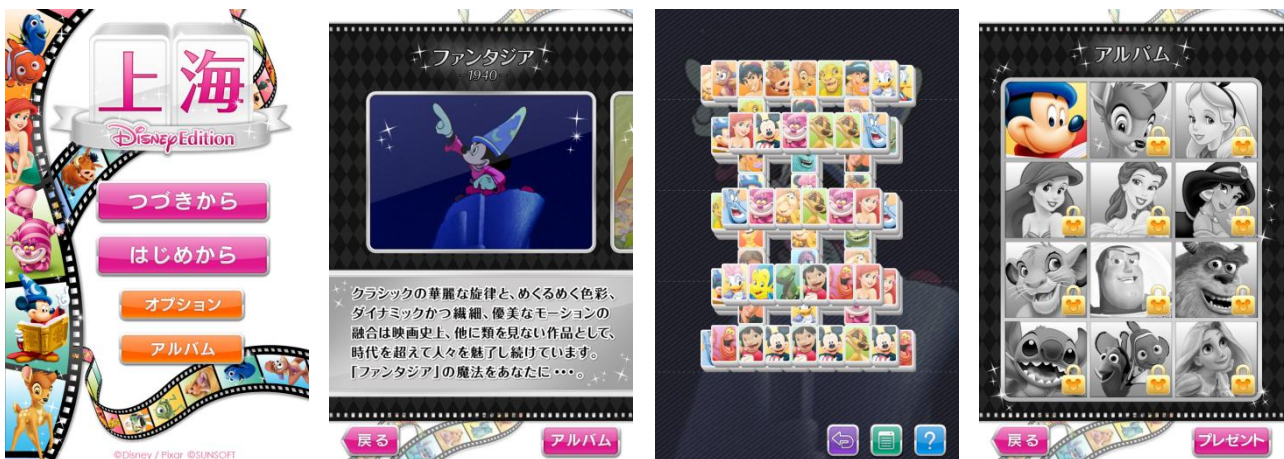 上海
Disney Edition
つづきから
はじめから
オプション
アルバム
©Disney / Pixar ©SUNSOFT
ファンタジア
1940
クラシックの華麗な旋律と、めくるめく色彩、
ダイナミックかつ繊細、優美なモーションの
融合は映画史上、他に類を見ない作品として、
時代を超えて人々を魅了し続けています。
「ファンタジア」の魔法をあなたに・・・。
戻る
アルバム
?
アルバム
戻る
プレゼント